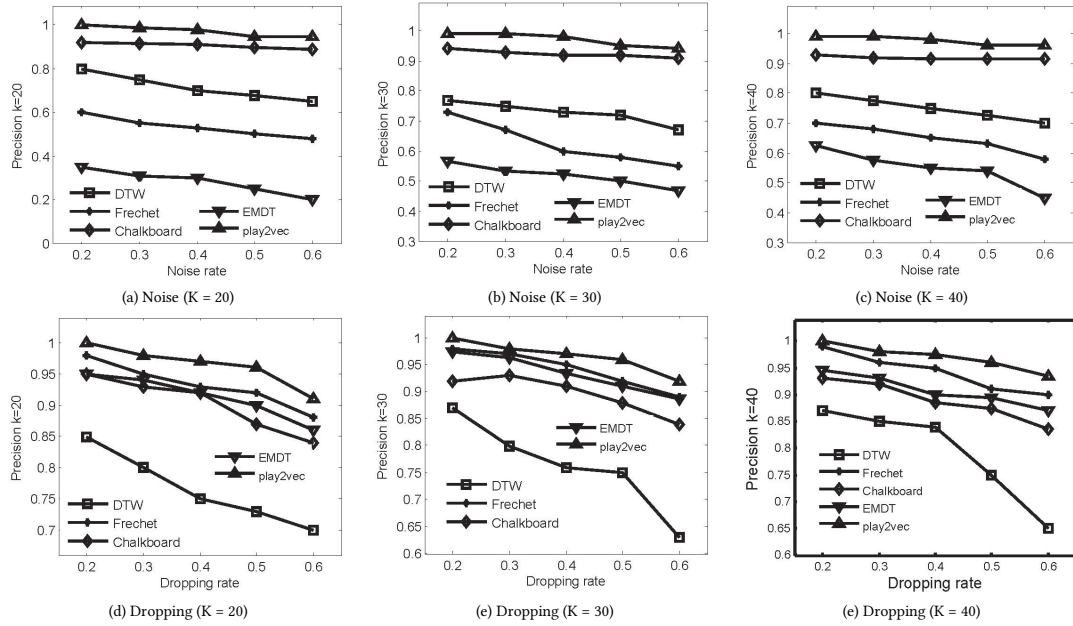 1
0.8
0.6
0.4
0.2
0
Precision k=20
DTW
Frechet
Chalkboard
EMDT
play2vec
0.2 0.3 0.4 0.5 0.6
Noise rate
(a) Noise (K = 20)
1
0.9
0.8
0.7
0.6
0.5
0.4
0.3
Precision k=30
DTW
Frechet
Chalkboard
EMDT
play2vec
0.2 0.3 0.4 0.5 0.6
Noise rate
(b) Noise (K = 30)
1
0.9
0.8
0.7
0.6
0.5
0.4
0.3
Precision k=40
DTW
Frechet
Chalkboard
EMDT
play2vec
0.2 0.3 0.4 0.5 0.6
Noise rate
(c) Noise (K = 40)
1
0.95
0.9
0.85
0.8
0.75
0.7
Precision k=20
EMDT
play2vec
DTW
Frechet
Chalkboard
0.2 0.3 0.4 0.5 0.6
Dropping rate
(d) Dropping (K = 20)
1
0.95
0.9
0.85
0.8
0.75
0.7
0.65
0.6
Precision k=30
EMDT
play2vec
DTW
Frechet
Chalkboard
0.2 0.3 0.4 0.5 0.6
Dropping rate
(e) Dropping (K = 30)
1
0.95
0.9
0.85
0.8
0.75
0.7
0.65
0.6
Precision k=40
DTW
Frechet
Chalkboard
EMDT
play2vec
0.2 0.3 0.4 0.5 0.6
Dropping rate
(e) Dropping (K = 40)